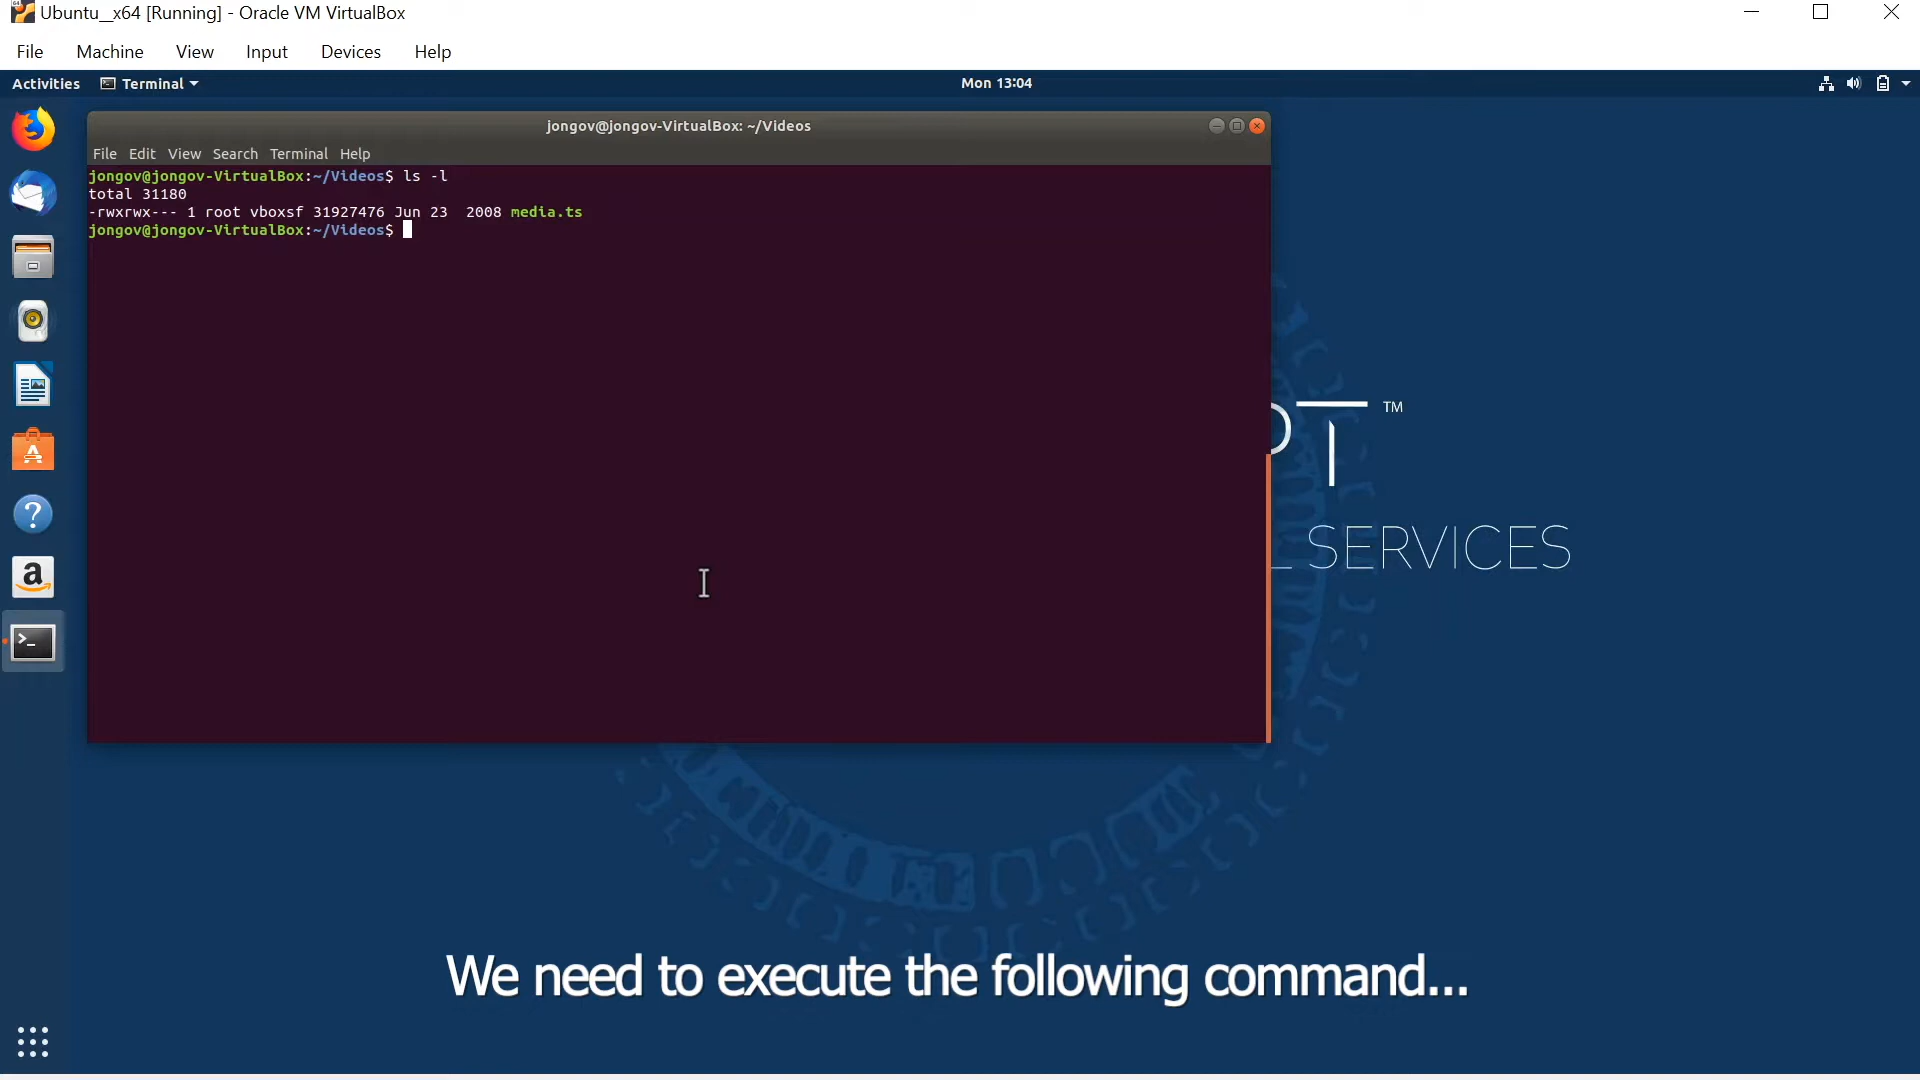 Ubuntu_x64 [Running] - Oracle VM VirtualBox
File Machine View Input Devices Help
Activities Terminal Mon 13:04
jongov@jongov-VirtualBox: ~/Videos
File Edit View Search Terminal Help
jongov@jongov-VirtualBox:~/Videos$ ls -l
total 31180
-rwxrwx--- 1 root vboxsf 31927476 Jun 23  2008 media.ts
jongov@jongov-VirtualBox:~/Videos$
PT TM
SERVICES
We need to execute the following command...